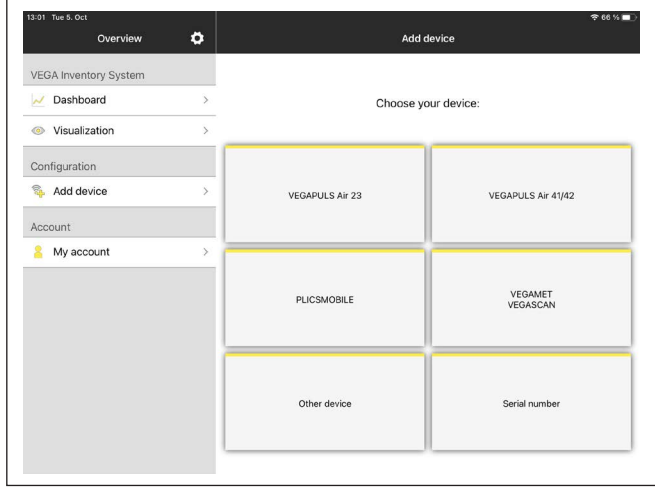 13:01 Tue 5. Oct
66 %
Overview
Add device
VEGA Inventory System
Dashboard
Visualization
Configuration
Add device
Account
My account
Choose your device:
VEGAPULS Air 23
VEGAPULS Air 41/42
PLICSMOBILE
VEGAMET
VEGASCAN
Other device
Serial number